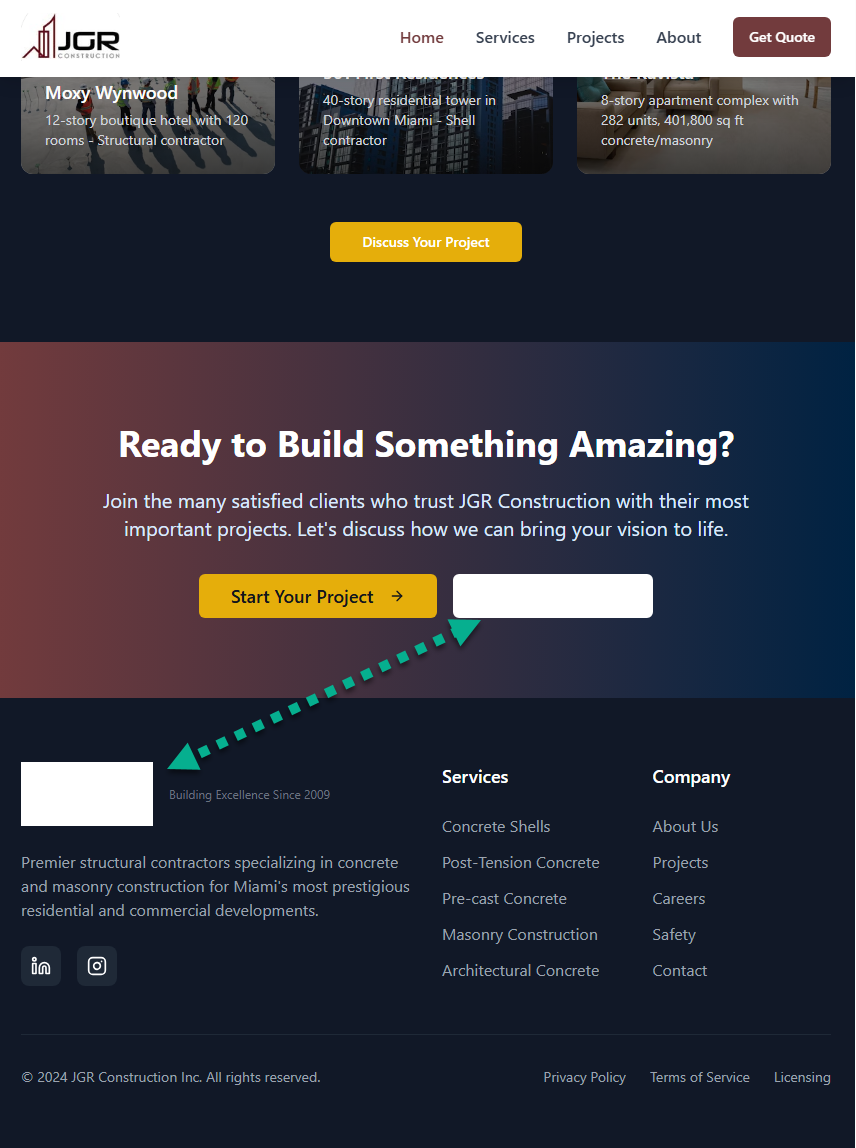 JGR
CONSTRUCTION
Home
Services
Projects
About
Get Quote
Moxy Wynwood
12-story boutique hotel with 120
rooms - Structural contractor
40-story residential tower in
Downtown Miami - Shell
contractor
8-story apartment complex with
282 units, 401,800 sq ft
concrete/masonry
Discuss Your Project
Ready to Build Something Amazing?
Join the many satisfied clients who trust JGR Construction with their most
important projects. Let's discuss how we can bring your vision to life.
Start Your Project
Building Excellence Since 2009
Premier structural contractors specializing in concrete
and masonry construction for Miami's most prestigious
residential and commercial developments.
in
Services
Concrete Shells
Post-Tension Concrete
Pre-cast Concrete
Masonry Construction
Architectural Concrete
Company
About Us
Projects
Careers
Safety
Contact
© 2024 JGR Construction Inc. All rights reserved.
Privacy Policy
Terms of Service
Licensing